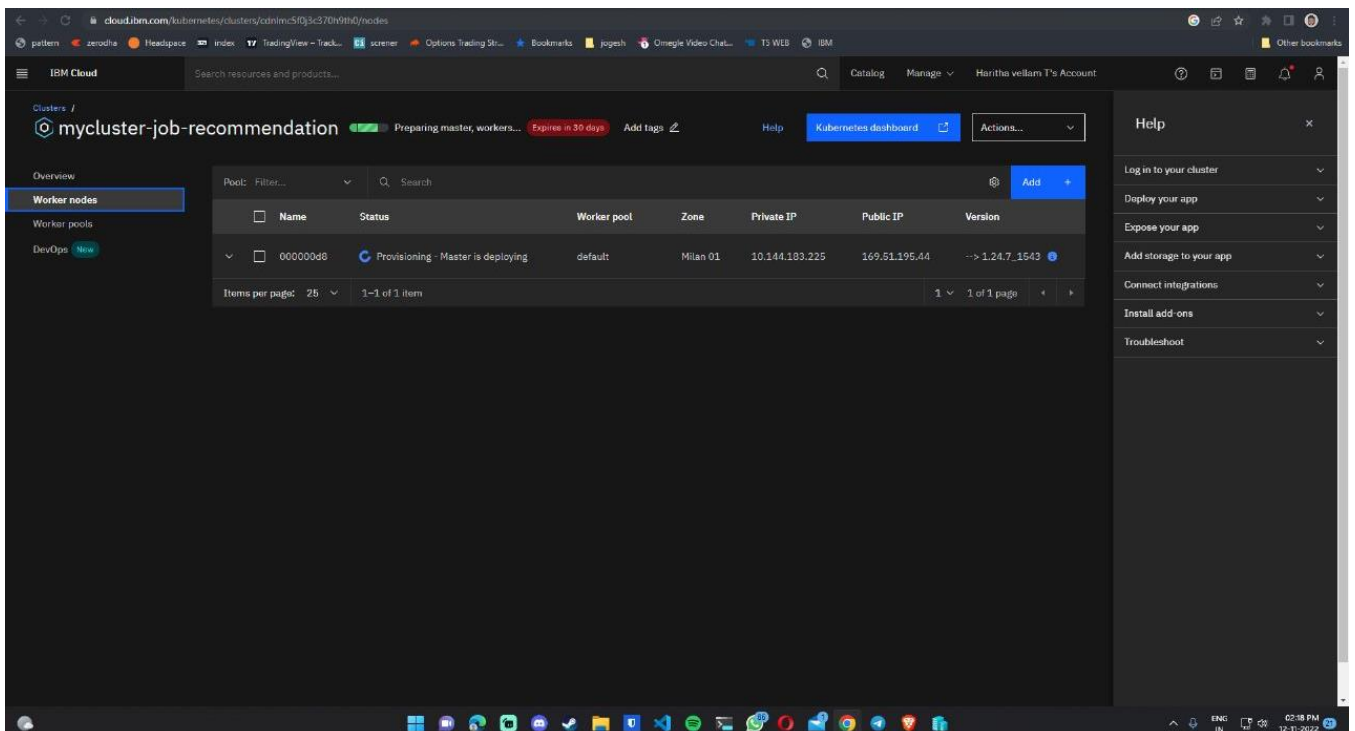 cloud.ibm.com/kubernetes/clusters/cdnlmc5f0j3c370h9th0/nodes
pattern zerodha Headspace index TradingView – Track... screner Options Trading Str... Bookmarks jogesh Omegle Video Chat... TS WEB IBM Other bookmarks
IBM Cloud Search resources and products... Catalog Manage Haritha vellam T's Account
Clusters /
mycluster-job-recommendation Preparing master, workers... Expires in 30 days Add tags Help Kubernetes dashboard Actions...
Overview
Worker nodes
Worker pools
DevOps New
Pool: Filter... Search Add +
Name Status Worker pool Zone Private IP Public IP Version
000000d8 Provisioning - Master is deploying default Milan 01 10.144.183.225 169.51.195.44 --> 1.24.7_1543
Items per page: 25 1–1 of 1 item 1 1 of 1 page
Help
Log in to your cluster
Deploy your app
Expose your app
Add storage to your app
Connect integrations
Install add-ons
Troubleshoot
ENG 02:18 PM
IN 12-11-2022